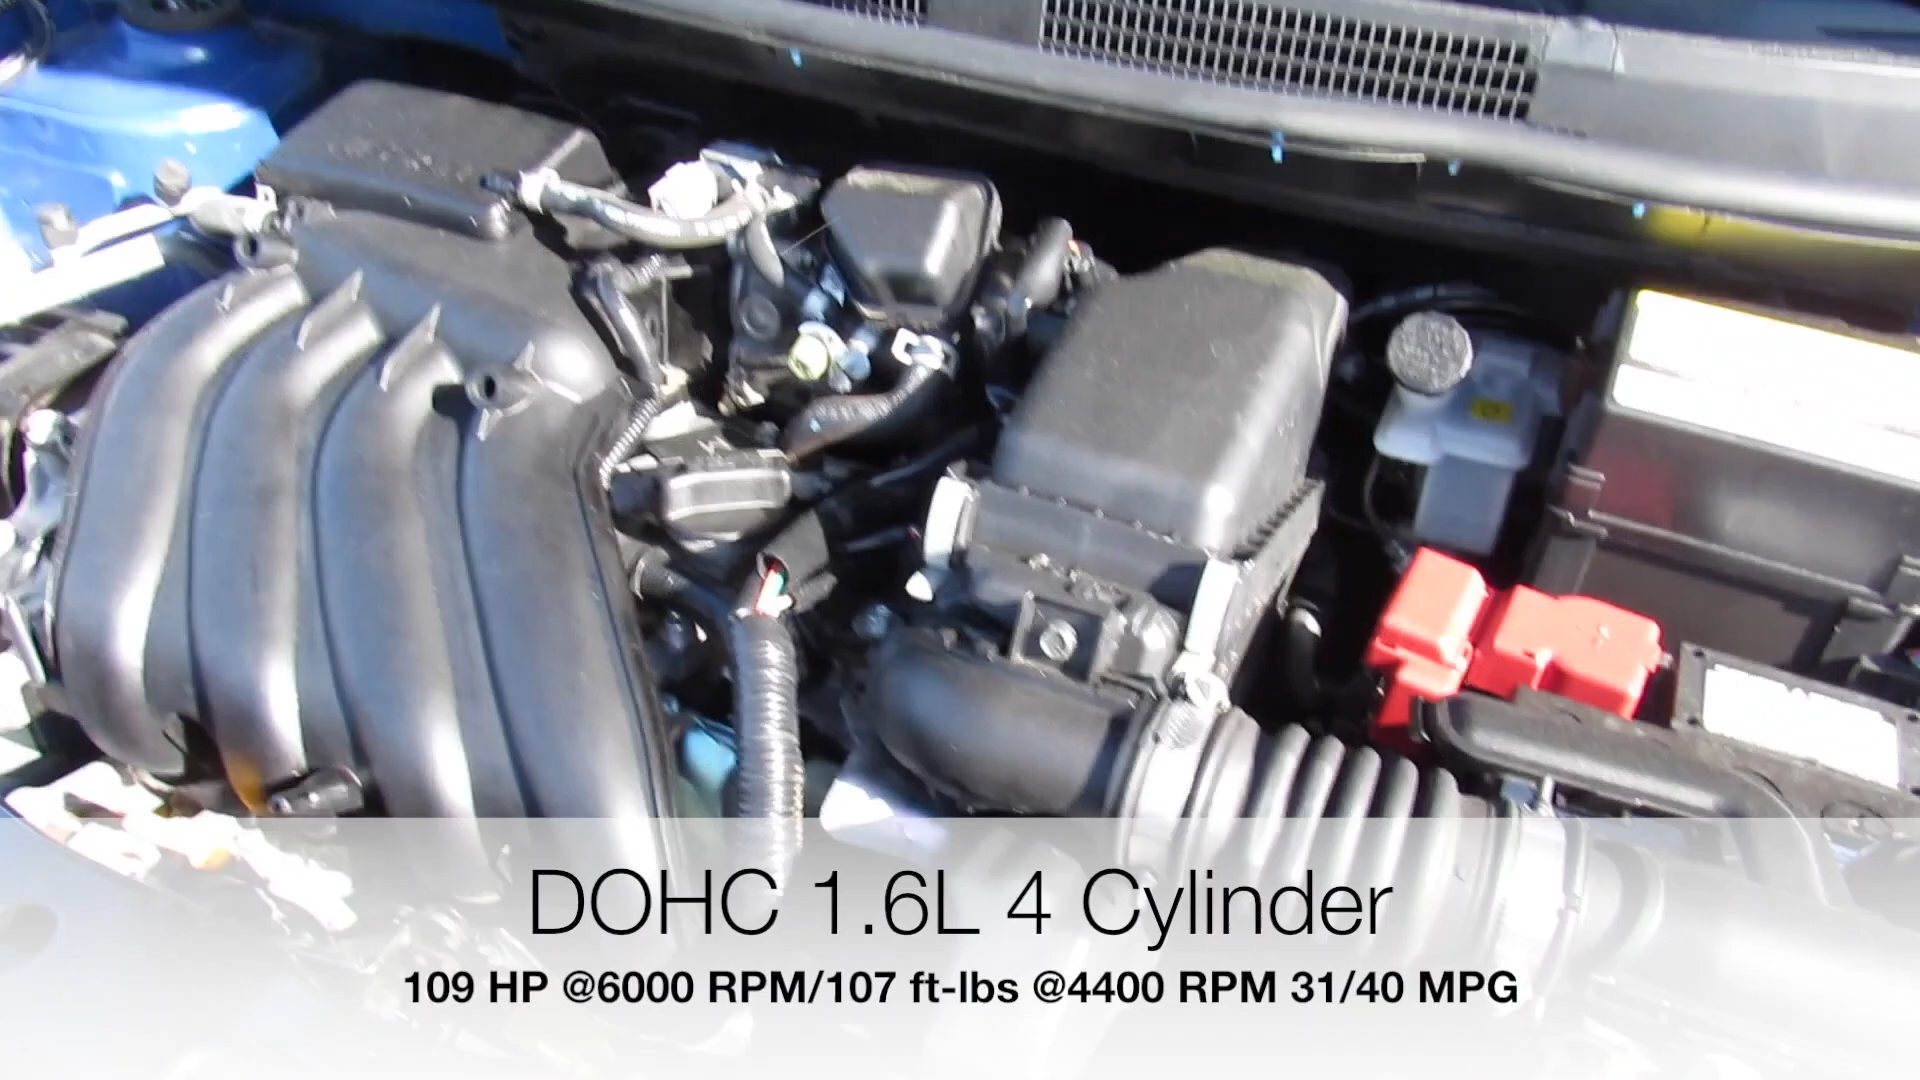 DOHC 1.6L 4 Cylinder
109 HP @6000 RPM/107 ft-lbs @4400 RPM 31/40 MPG